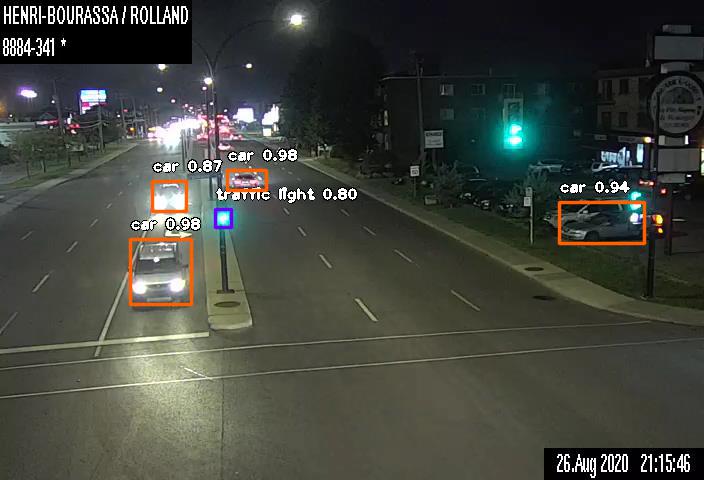 HENRI-BOURASSA / ROLLAND
8884-341 *
car 0.87
car 0.98
traffic light 0.80
car 0.94
car 0.98
26.Aug 2020 21:15:46